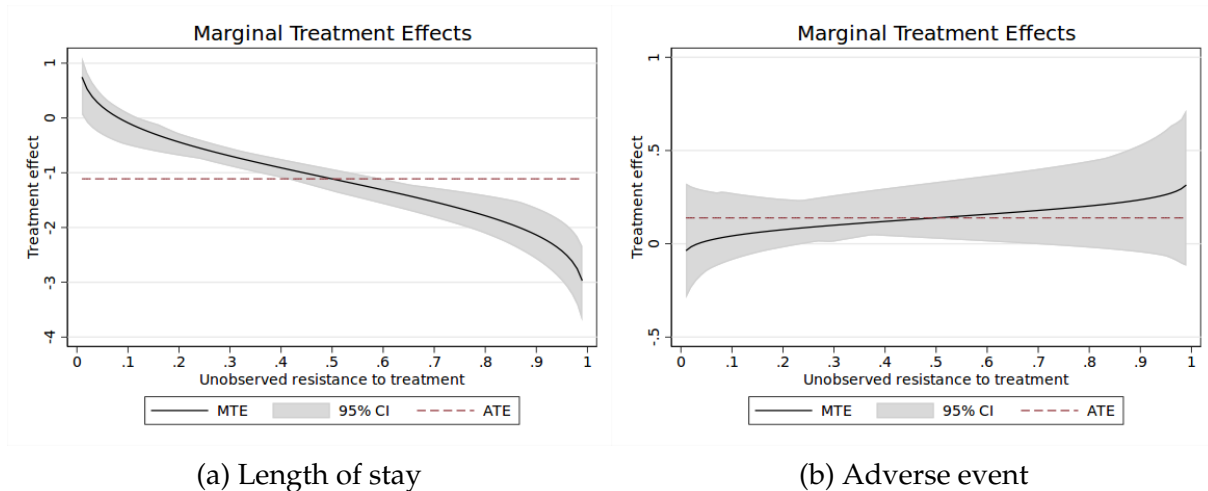 Marginal Treatment Effects
Treatment effect
1
0
-1
-2
-3
-4
0 .1 .2 .3 .4 .5 .6 .7 .8 .9 1
Unobserved resistance to treatment
MTE 95% CI ATE
(a) Length of stay
Marginal Treatment Effects
Treatment effect
1
.5
0
-.5
0 .1 .2 .3 .4 .5 .6 .7 .8 .9 1
Unobserved resistance to treatment
MTE 95% CI ATE
(b) Adverse event